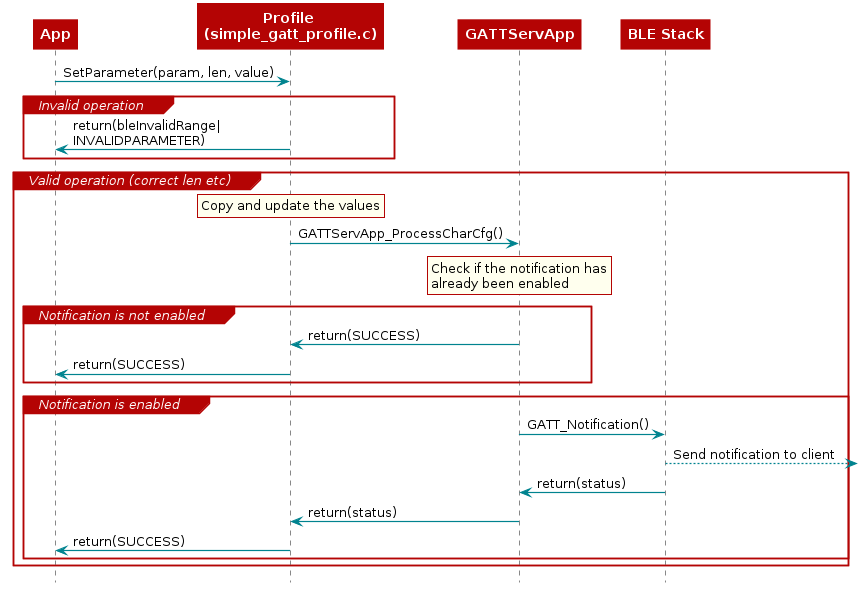 App
Profile
(simple_gatt_profile.c)
GATTServApp
BLE Stack
SetParameter(param, len, value)
Invalid operation
return(bleInvalidRange|
INVALIDPARAMETER)
Valid operation (correct len etc)
Copy and update the values
GATTServApp_ProcessCharCfg()
Check if the notification has
already been enabled
Notification is not enabled
return(SUCCESS)
return(SUCCESS)
Notification is enabled
GATT_Notification()
Send notification to client
return(status)
return(status)
return(SUCCESS)